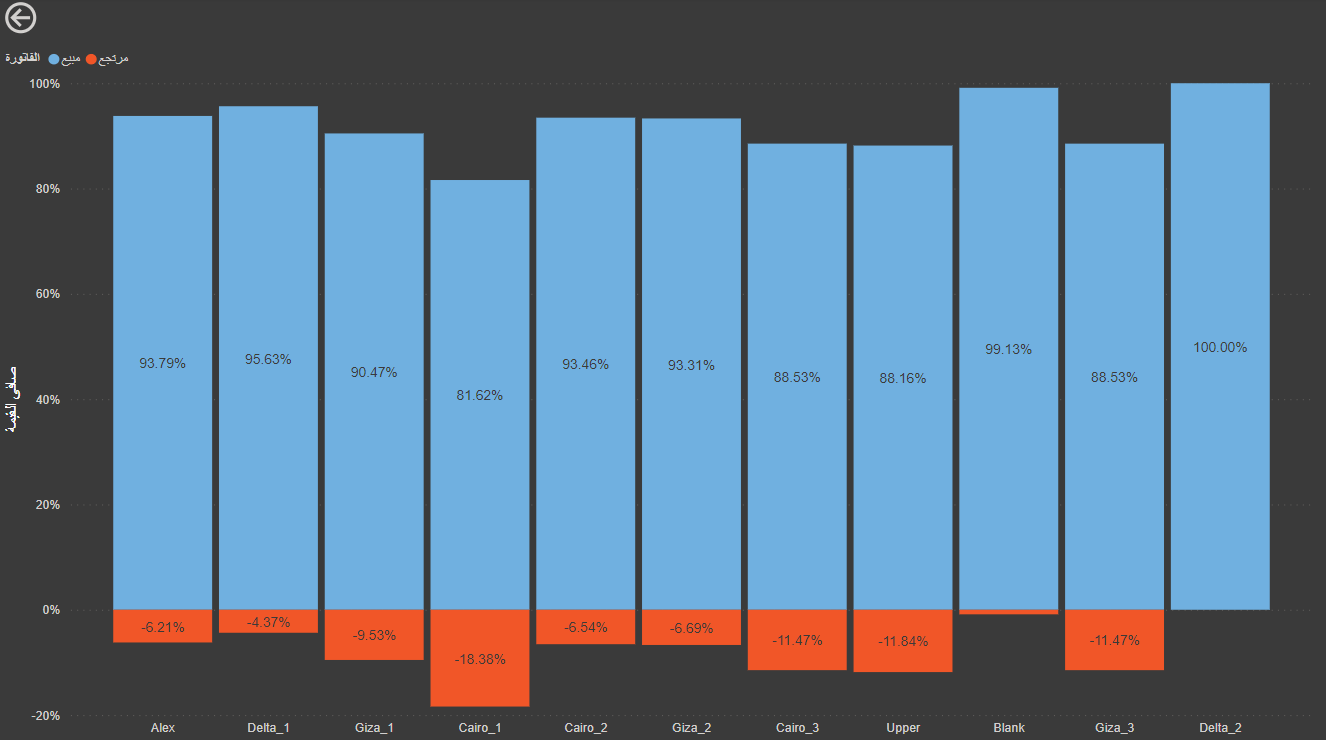 الفاتورة مبيع مرتجع
100%
80%
60%
40%
20%
0%
-20%
صافى القيمة
93.79% 95.63% 90.47% 81.62% 93.46% 93.31% 88.53% 88.16% 99.13% 88.53% 100.00%
-6.21% -4.37% -9.53% -18.38% -6.54% -6.69% -11.47% -11.84% -11.47%
Alex Delta_1 Giza_1 Cairo_1 Cairo_2 Giza_2 Cairo_3 Upper Blank Giza_3 Delta_2